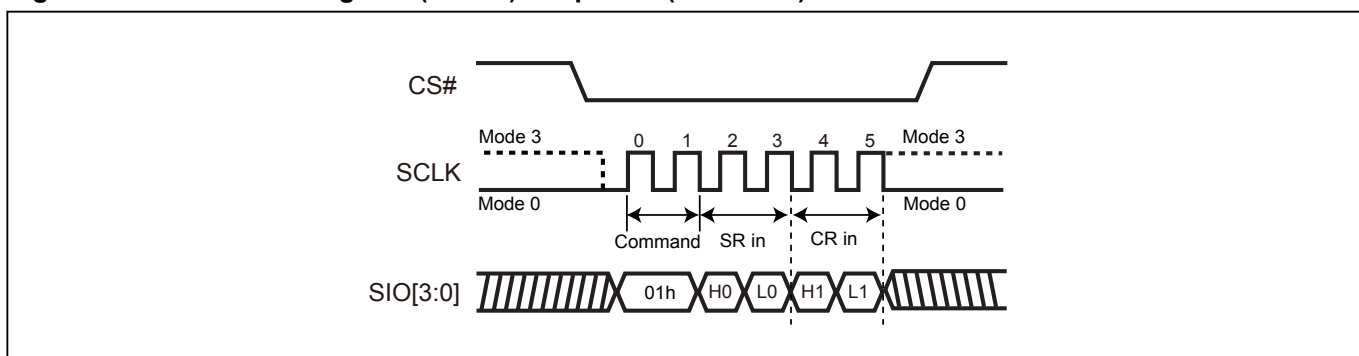 CS#
Mode 3 0 1 2 3 4 5 Mode 3
SCLK
Mode 0 Mode 0
Command SR in CR in
SIO[3:0] 01h H0 L0 H1 L1